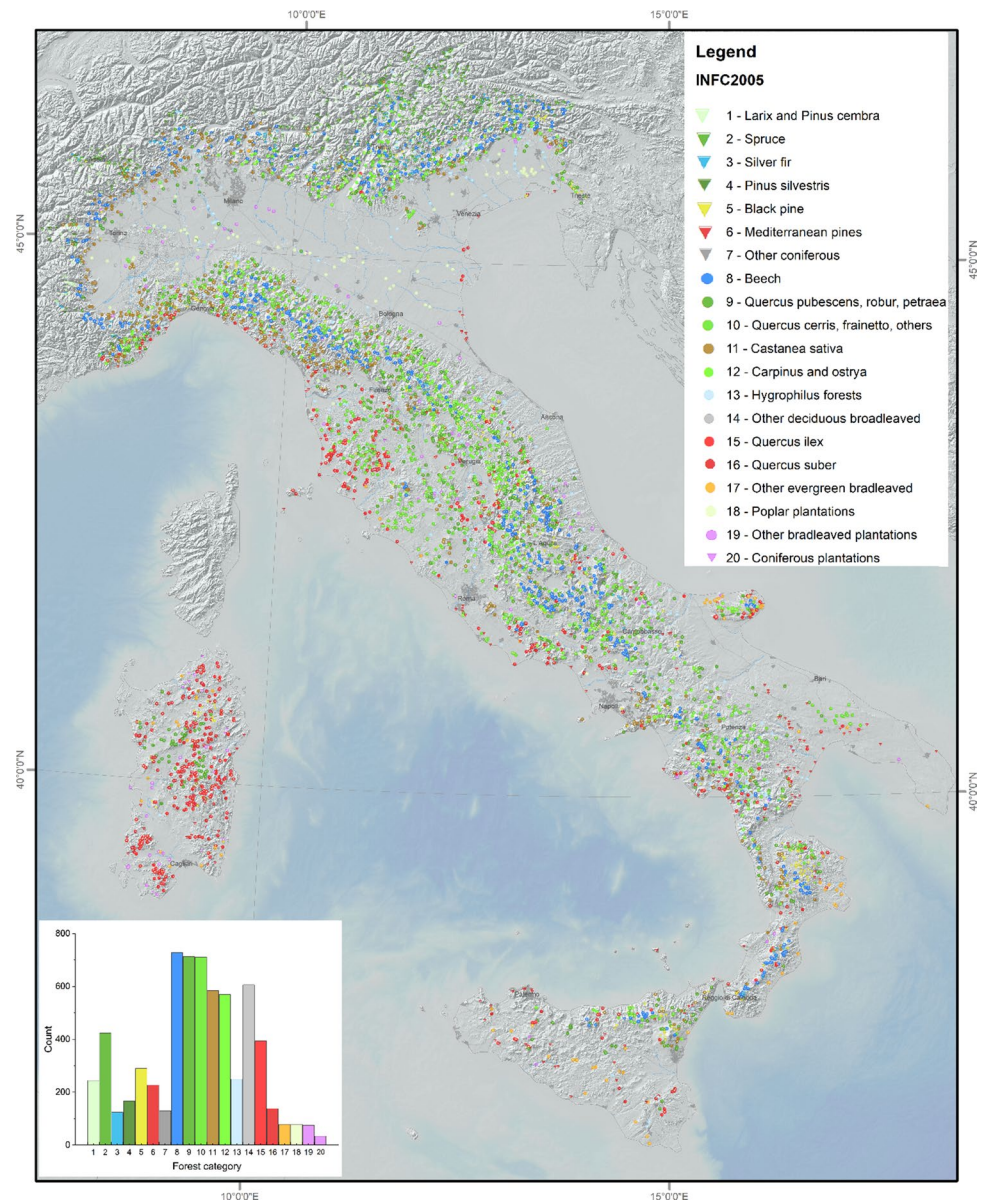 10°0'0"E 15°0'0"E
Legend
INFC2005
1 - Larix and Pinus cembra
2 - Spruce
3 - Silver fir
4 - Pinus silvestris
5 - Black pine
6 - Mediterranean pines
7 - Other coniferous
8 - Beech
9 - Quercus pubescens, robur, petraea
10 - Quercus cerris, frainetto, others
11 - Castanea sativa
12 - Carpinus and ostrya
13 - Hygrophilus forests
14 - Other deciduous broadleaved
15 - Quercus ilex
16 - Quercus suber
17 - Other evergreen bradleaved
18 - Poplar plantations
19 - Other bradleaved plantations
20 - Coniferous plantations
Milano
Trieste
Venezia
Torino
45°0'0"N
45°0'0"N
Genova
Bologna
Firenze
Ancona
Perugia
L'Aquila
Roma
Campobasso
Bari
Napoli
Potenza
40°0'0"N
40°0'0"N
Cagliari
Palermo
Reggio di Calabria
800
600
400
200
0
Count
1 2 3 4 5 6 7 8 9 10 11 12 13 14 15 16 17 18 19 20
Forest category
10°0'0"E 15°0'0"E